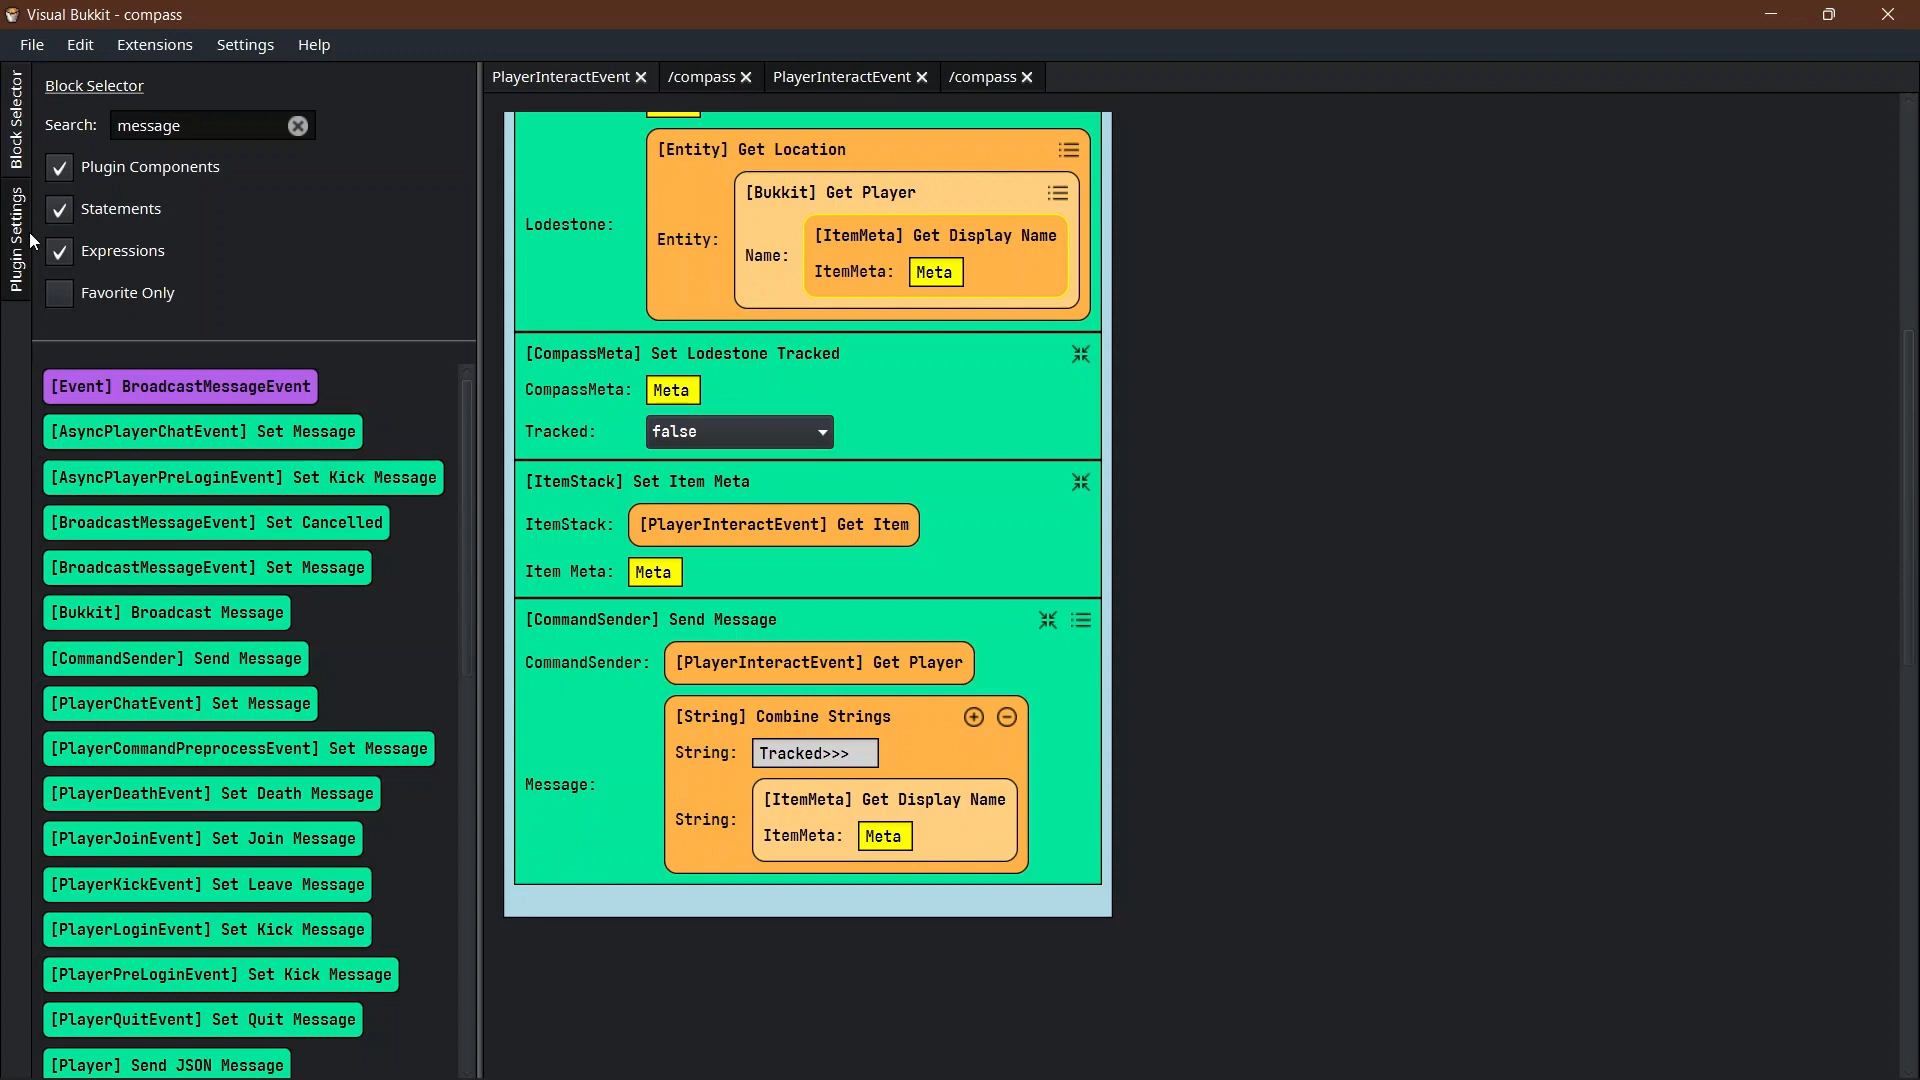 Visual Bukkit - compass
File Edit Extensions Settings Help
Block Selector
Plugin Settings
Block Selector
Search: message
Plugin Components
Statements
Expressions
Favorite Only
[Event] BroadcastMessageEvent
[AsyncPlayerChatEvent] Set Message
[AsyncPlayerPreLoginEvent] Set Kick Message
[BroadcastMessageEvent] Set Cancelled
[BroadcastMessageEvent] Set Message
[Bukkit] Broadcast Message
[CommandSender] Send Message
[PlayerChatEvent] Set Message
[PlayerCommandPreprocessEvent] Set Message
[PlayerDeathEvent] Set Death Message
[PlayerJoinEvent] Set Join Message
[PlayerKickEvent] Set Leave Message
[PlayerLoginEvent] Set Kick Message
[PlayerPreLoginEvent] Set Kick Message
[PlayerQuitEvent] Set Quit Message
[Player] Send JSON Message
PlayerInteractEvent /compass PlayerInteractEvent /compass
[Entity] Get Location
[Bukkit] Get Player
Lodestone:
Entity:
Name:
[ItemMeta] Get Display Name
ItemMeta: Meta
[CompassMeta] Set Lodestone Tracked
CompassMeta: Meta
Tracked: false
[ItemStack] Set Item Meta
ItemStack: [PlayerInteractEvent] Get Item
Item Meta: Meta
[CommandSender] Send Message
CommandSender: [PlayerInteractEvent] Get Player
Message:
[String] Combine Strings
String: Tracked>>>
String:
[ItemMeta] Get Display Name
ItemMeta: Meta